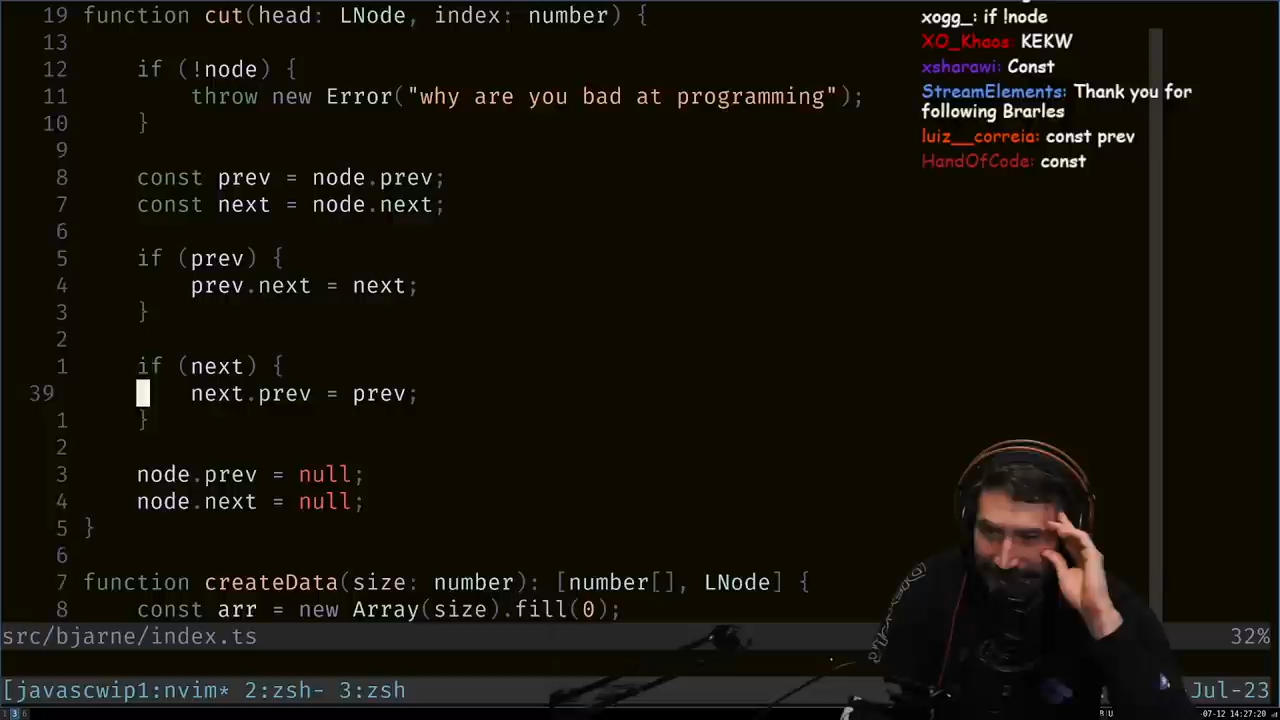 19 function cut(head: LNode, index: number) {
13
12 if (!node) {
11 throw new Error("why are you bad at programming");
10 }
9
8 const prev = node.prev;
7 const next = node.next;
6
5 if (prev) {
4 prev.next = next;
3 }
2
1 if (next) {
39 next.prev = prev;
1 }
2
3 node.prev = null;
4 node.next = null;
5 }
6
7 function createData(size: number): [number[], LNode] {
8 const arr = new Array(size).fill(0);
src/bjarne/index.ts 32%
[javascwip1:nvim* 2:zsh- 3:zsh Jul-23
07-12 14:27:20
xogg_: if !node
XO_Khaos: KEKW
xsharawi: Const
StreamElements: Thank you for
following Brarles
luiz__correia: const prev
HandOfCode: const